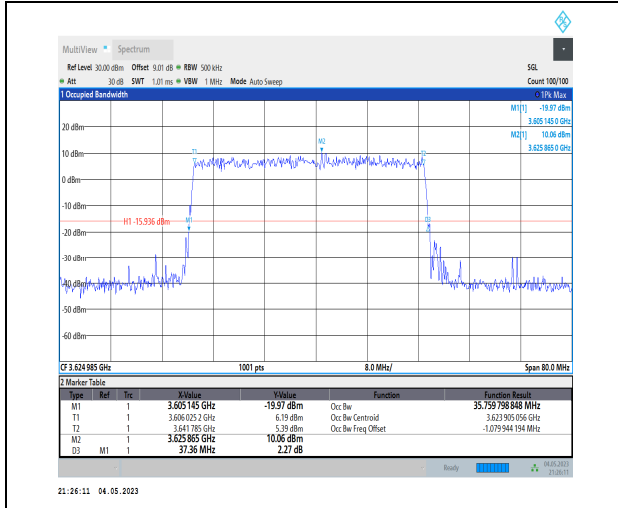 MultiView Spectrum
Ref Level 30.00 dBm Offset 9.01 dB RBW 500 kHz SGL
Att 30 dB SWT 1.01 ms VBW 1 MHz Mode Auto Sweep Count 100/100
1 Occupied Bandwidth 1Pk Max
M1[1] -19.97 dBm
3.605 145 0 GHz
20 dBm
M2[1] 10.06 dBm
3.625 865 0 GHz
M2
10 dBm
T1
T2
0 dBm
-10 dBm
H1 -15.936 dBm
M1
D3
-20 dBm
-30 dBm
-40 dBm
-50 dBm
-60 dBm
CF 3.624 985 GHz 1001 pts 8.0 MHz/ Span 80.0 MHz
2 Marker Table
Type Ref Trc X-Value Y-Value Function Function Result
M1 1 3.605 145 GHz -19.97 dBm Occ Bw 35.759 798 848 MHz
T1 1 3.606 025 2 GHz 6.19 dBm Occ Bw Centroid 3.623 905 056 GHz
T2 1 3.641 785 GHz 5.39 dBm Occ Bw Freq Offset -1.079 944 194 MHz
M2 1 3.625 865 GHz 10.06 dBm
D3 M1 1 37.36 MHz 2.27 dB
Ready 04.05.2023
21:26:11
21:26:11 04.05.2023